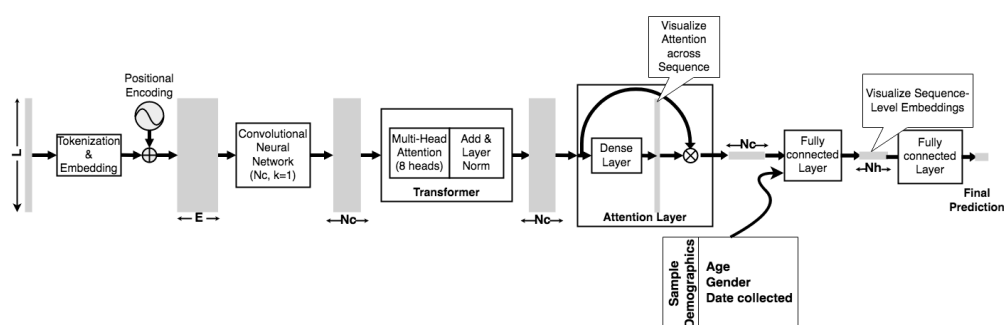 Visualize
Attention
across
Sequence
Positional
Encoding
Visualize Sequence-
Level Embeddings
L
Tokenization
&
Embedding
E
Convolutional
Neural
Network
(Nc, k=1)
Nc
Multi-Head
Attention
(8 heads)
Add &
Layer
Norm
Transformer
Nc
Dense
Layer
Attention Layer
Nc
Fully
connected
Layer
Nh
Fully
connected
Layer
Final
Prediction
Sample
Demographics
Age
Gender
Date collected